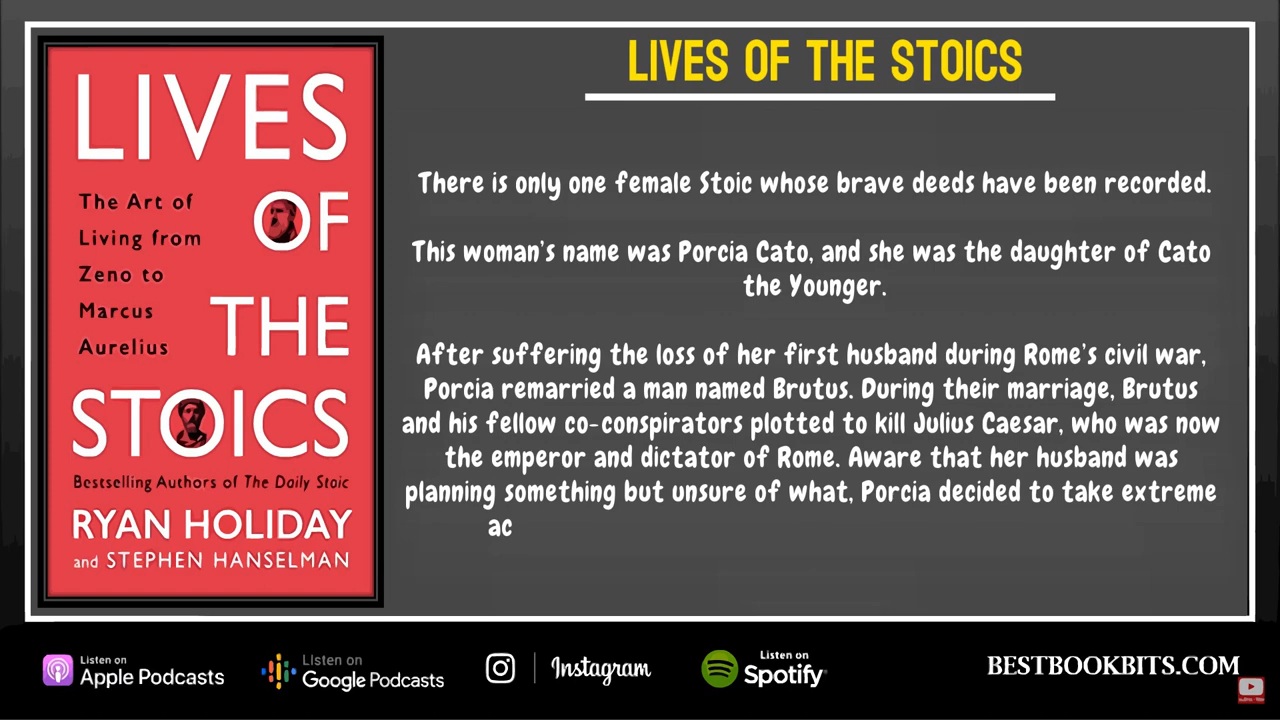 LIVES
OF
THE
STOICS
The Art of
Living from
Zeno to
Marcus
Aurelius
Bestselling Authors of The Daily Stoic
RYAN HOLIDAY
and STEPHEN HANSELMAN
LIVES OF THE STOICS
There is only one female Stoic whose brave deeds have been recorded.
This woman's name was Porcia Cato, and she was the daughter of Cato
the Younger.
After suffering the loss of her first husband during Rome's civil war,
Porcia remarried a man named Brutus. During their marriage, Brutus
and his fellow co-conspirators plotted to kill Julius Caesar, who was now
the emperor and dictator of Rome. Aware that her husband was
planning something but unsure of what, Porcia decided to take extreme
ac
Listen on
Apple Podcasts
Listen on
Google Podcasts
Instagram
Listen on
Spotify
BESTBOOKBITS.COM